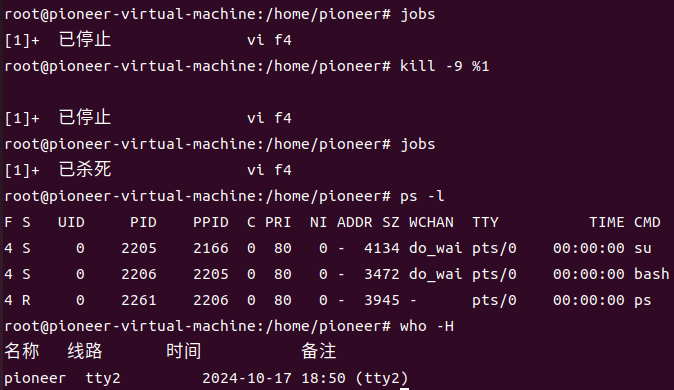 root@pioneer-virtual-machine:/home/pioneer# jobs
[1]+  已停止               vi f4
root@pioneer-virtual-machine:/home/pioneer# kill -9 %1
[1]+  已停止               vi f4
root@pioneer-virtual-machine:/home/pioneer# jobs
[1]+  已杀死               vi f4
root@pioneer-virtual-machine:/home/pioneer# ps -l
F S   UID     PID    PPID  C PRI  NI ADDR SZ WCHAN  TTY          TIME CMD
4 S     0    2205    2166  0  80   0 -  4134 do_wai pts/0    00:00:00 su
4 S     0    2206    2205  0  80   0 -  3472 do_wai pts/0    00:00:00 bash
4 R     0    2261    2206  0  80   0 -  3945 -      pts/0    00:00:00 ps
root@pioneer-virtual-machine:/home/pioneer# who -H
名称   线路       时间           备注
pioneer  tty2         2024-10-17 18:50 (tty2)